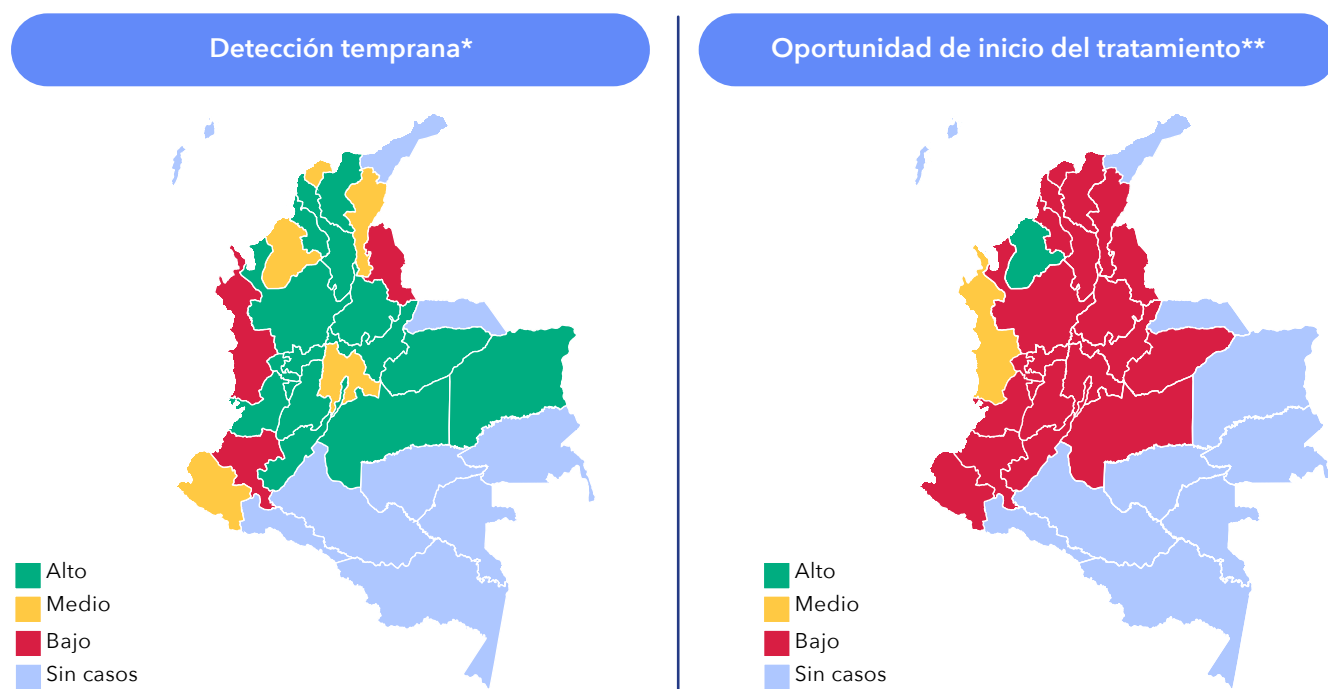 Detección temprana*
Oportunidad de inicio del tratamiento**
Alto
Medio
Bajo
Sin casos
Alto
Medio
Bajo
Sin casos